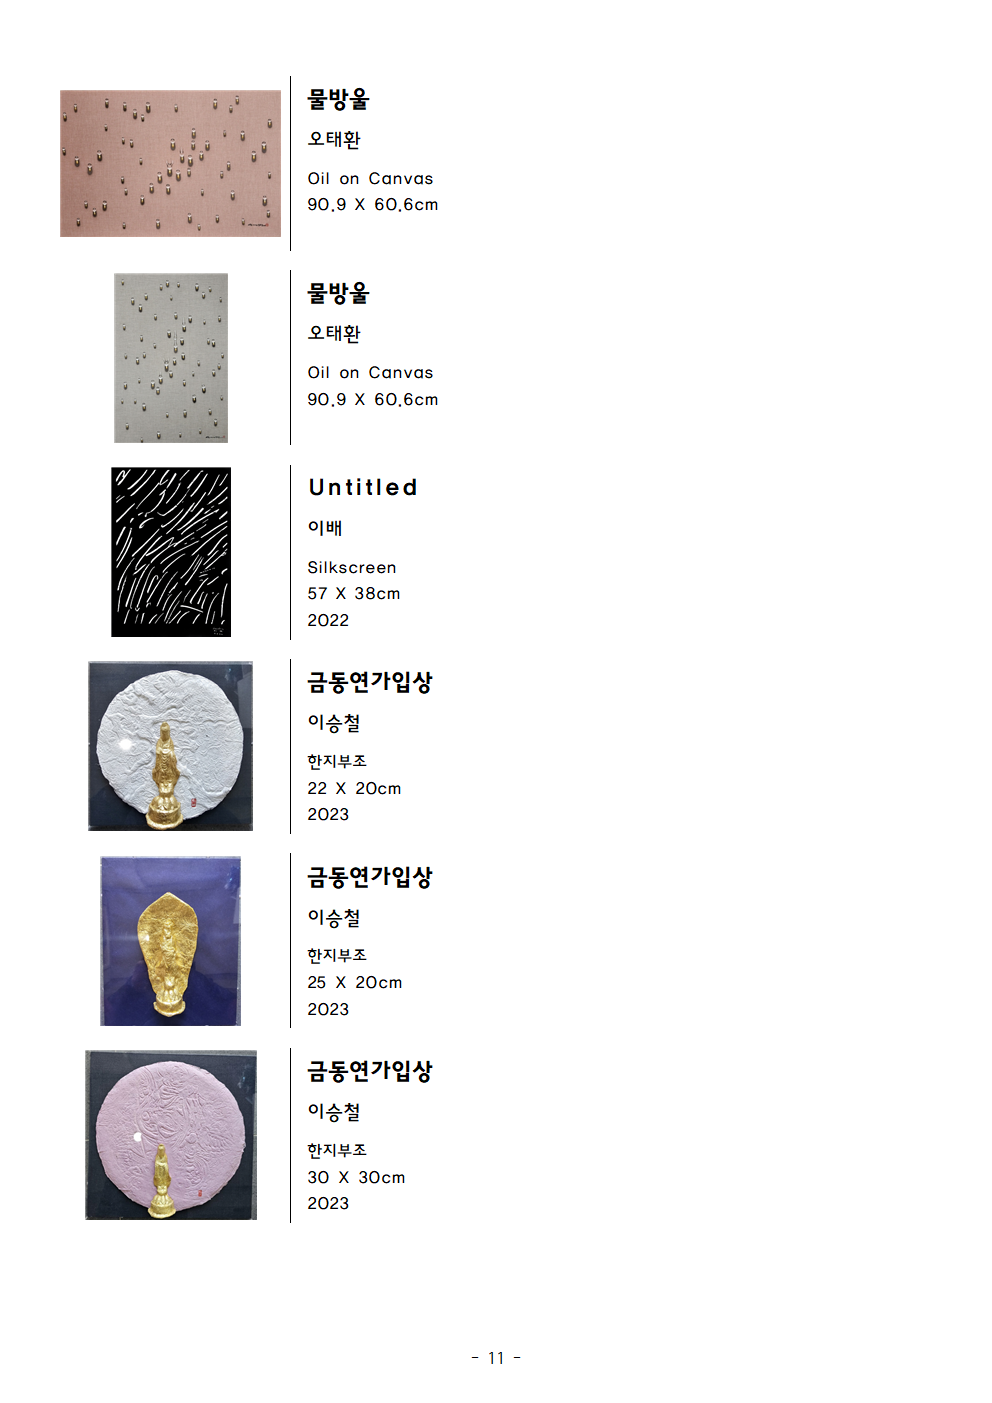 물방울
오태환
Oil on Canvas
90.9 X 60.6cm
물방울
오태환
Oil on Canvas
90.9 X 60.6cm
Untitled
이배
Silkscreen
57 X 38cm
2022
금동연가입상
이승철
한지부조
22 X 20cm
2023
금동연가입상
이승철
한지부조
25 X 20cm
2023
금동연가입상
이승철
한지부조
30 X 30cm
2023
- 11 -